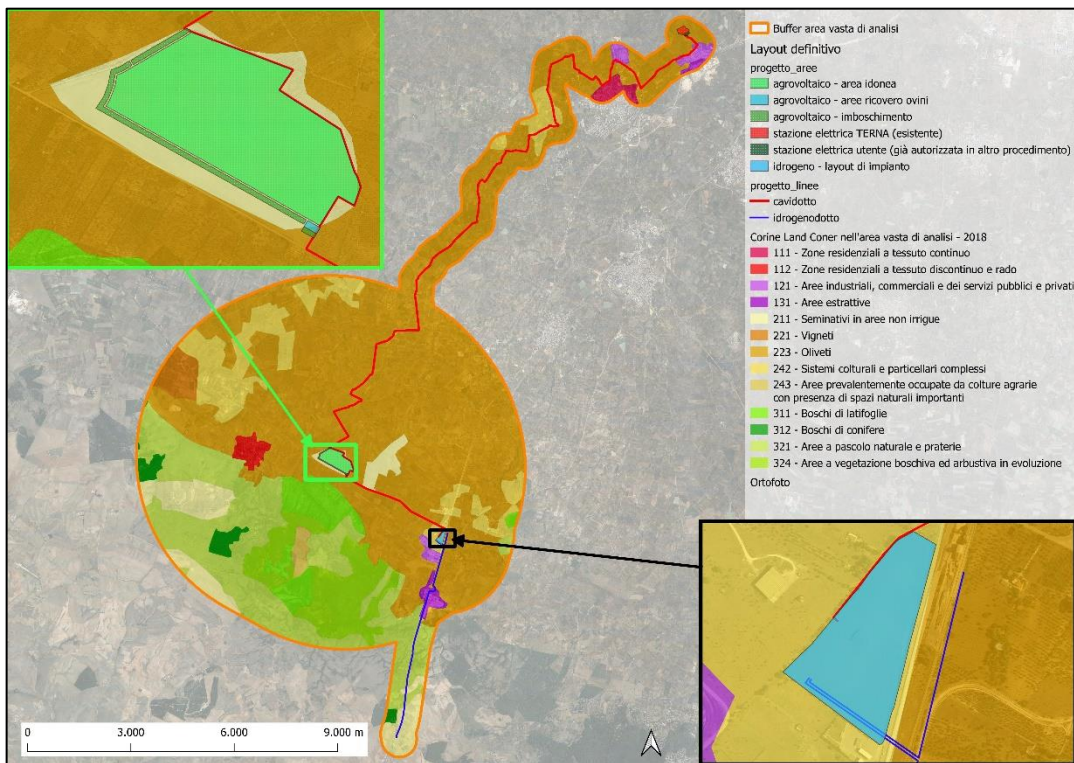 Buffer area vasta di analisi
Layout definitivo
progetto_aree
agrovoltaico - area idonea
agrovoltaico - aree ricovero ovini
agrovoltaico - imboschimento
stazione elettrica TERNA (esistente)
stazione elettrica utente (già autorizzata in altro procedimento)
idrogeno - layout di impianto
progetto_linee
cavidotto
idrogenodotto
Corine Land Coner nell'area vasta di analisi - 2018
111 - Zone residenziali a tessuto continuo
112 - Zone residenziali a tessuto discontinuo e rado
121 - Aree industriali, commerciali e dei servizi pubblici e privati
131 - Aree estrattive
211 - Seminativi in aree non irrigue
221 - Vigneti
223 - Oliveti
242 - Sistemi colturali e particellari complessi
243 - Aree prevalentemente occupate da colture agrarie
con presenza di spazi naturali importanti
311 - Boschi di latifoglie
312 - Boschi di conifere
321 - Aree a pascolo naturale e praterie
324 - Aree a vegetazione boschiva ed arbustiva in evoluzione
Ortofoto
0 3.000 6.000 9.000 m